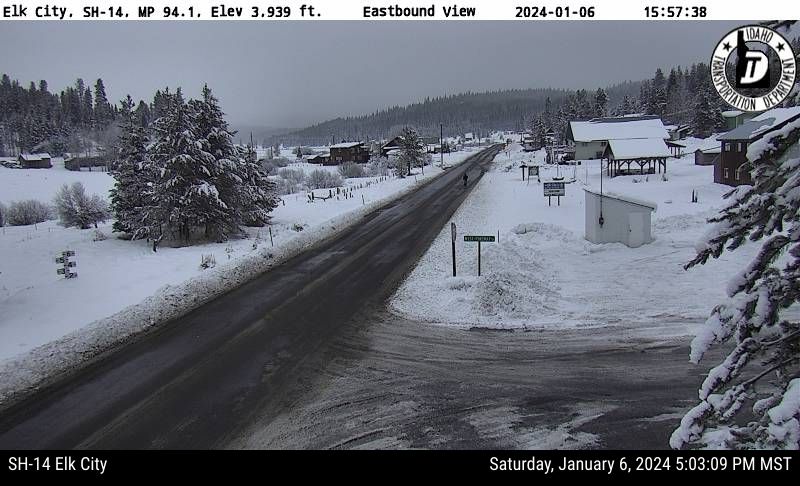 Elk City, SH-14, MP 94.1, Elev 3,939 ft. Eastbound View 2024-01-06 15:57:38
IDAHO TRANSPORTATION DEPARTMENT
SH-14 Elk City Saturday, January 6, 2024 5:03:09 PM MST